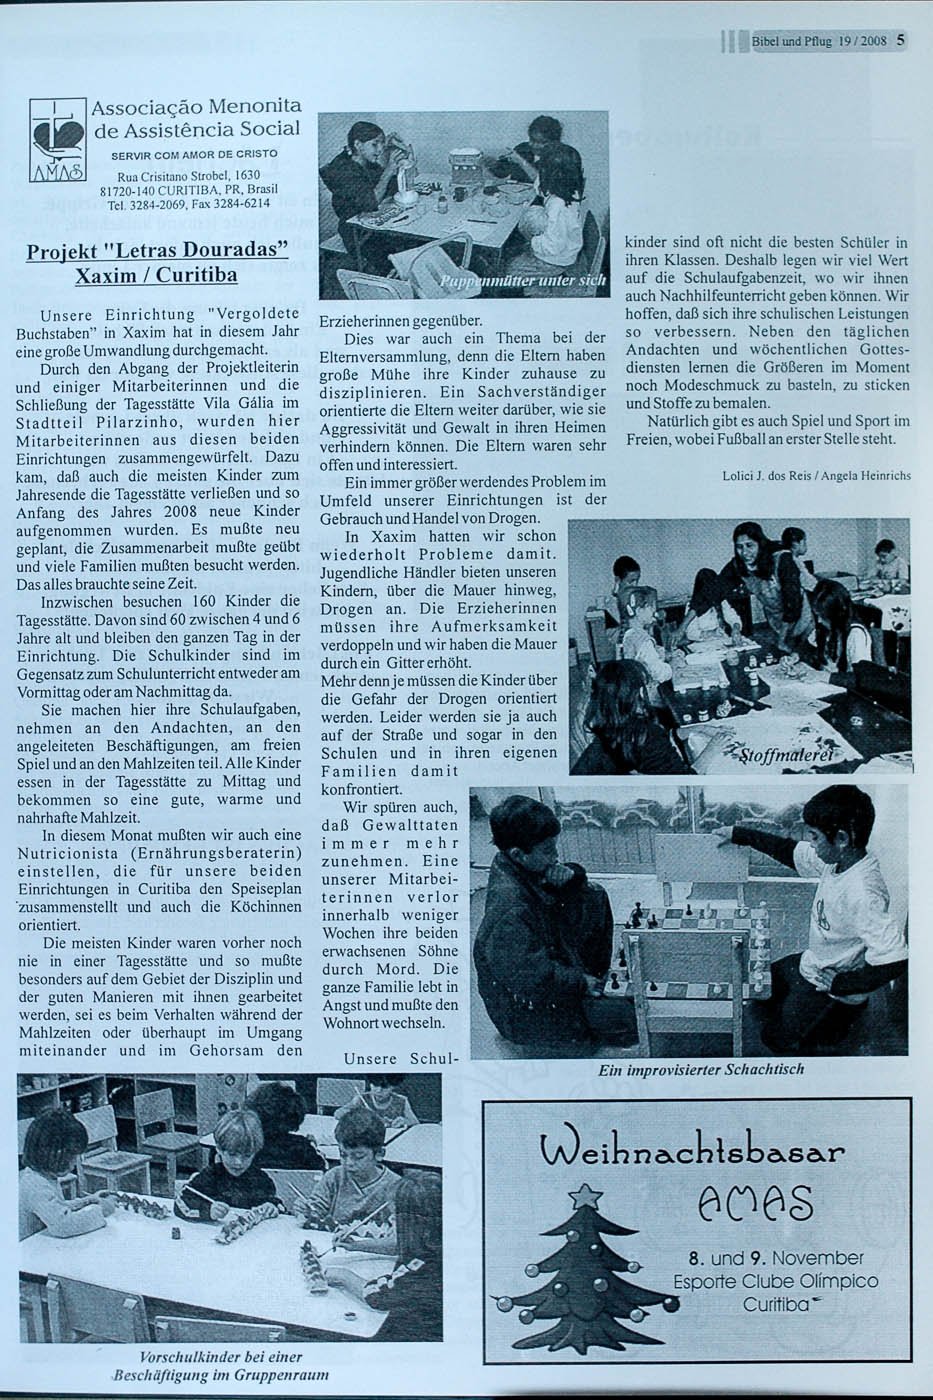 Bibel und Pflug 19 / 2008 5
Associação Menonita
de Assistência Social
SERVIR COM AMOR DE CRISTO
AMAS
Rua Crisitano Strobel, 1630
81720-140 CURITIBA, PR, Brasil
Tel. 3284-2069, Fax 3284-6214
Projekt "Letras Douradas”
Xaxim / Curitiba
Unsere Einrichtung "Vergoldete
Buchstaben” in Xaxim hat in diesem Jahr
eine große Umwandlung durchgemacht.
Durch den Abgang der Projektleiterin
und einiger Mitarbeiterinnen und die
Schließung der Tagesstätte Vila Gália im
Stadtteil Pilarzinho, wurden hier
Mitarbeiterinnen aus diesen beiden
Einrichtungen zusammengewürfelt. Dazu
kam, daß auch die meisten Kinder zum
Jahresende die Tagesstätte verließen und so
Anfang des Jahres 2008 neue Kinder
aufgenommen wurden. Es mußte neu
geplant, die Zusammenarbeit mußte geübt
und viele Familien mußten besucht werden.
Das alles brauchte seine Zeit.
Inzwischen besuchen 160 Kinder die
Tagesstätte. Davon sind 60 zwischen 4 und 6
Jahre alt und bleiben den ganzen Tag in der
Einrichtung. Die Schulkinder sind im
Gegensatz zum Schulunterricht entweder am
Vormittag oder am Nachmittag da.
Sie machen hier ihre Schulaufgaben,
nehmen an den Andachten, an den
angeleiteten Beschäftigungen, am freien
Spiel und an den Mahlzeiten teil. Alle Kinder
essen in der Tagesstätte zu Mittag und
bekommen so eine gute, warme und
nahrhafte Mahlzeit.
In diesem Monat mußten wir auch eine
Nutricionista (Ernährungsberaterin)
einstellen, die für unsere beiden
Einrichtungen in Curitiba den Speiseplan
zusammenstellt und auch die Köchinnen
orientiert.
Die meisten Kinder waren vorher noch
nie in einer Tagesstätte und so mußte
besonders auf dem Gebiet der Disziplin und
der guten Manieren mit ihnen gearbeitet
werden, sei es beim Verhalten während der
Mahlzeiten oder überhaupt im Umgang
miteinander und im Gehorsam den
Vorschulkinder bei einer
Beschäftigung im Gruppenraum
Puppenmütter unter sich
Erzieherinnen gegenüber.
Dies war auch ein Thema bei der
Elternversammlung, denn die Eltern haben
große Mühe ihre Kinder zuhause zu
disziplinieren. Ein Sachverständiger
orientierte die Eltern weiter darüber, wie sie
Aggressivität und Gewalt in ihren Heimen
verhindern können. Die Eltern waren sehr
offen und interessiert.
Ein immer größer werdendes Problem im
Umfeld unserer Einrichtungen ist der
Gebrauch und Handel von Drogen.
In Xaxim hatten wir schon
wiederholt Probleme damit.
Jugendliche Händler bieten unseren
Kindern, über die Mauer hinweg,
Drogen an. Die Erzieherinnen
müssen ihre Aufmerksamkeit
verdoppeln und wir haben die Mauer
durch ein Gitter erhöht.
Mehr denn je müssen die Kinder über
die Gefahr der Drogen orientiert
werden. Leider werden sie ja auch
auf der Straße und sogar in den
Schulen und in ihren eigenen
Familien damit
konfrontiert.
Wir spüren auch,
daß Gewalttaten
immer mehr
zunehmen. Eine
unserer Mitarbei-
terinnen verlor
innerhalb weniger
Wochen ihre beiden
erwachsenen Söhne
durch Mord. Die
ganze Familie lebt in
Angst und mußte den
Wohnort wechseln.
Unsere Schul-
kinder sind oft nicht die besten Schüler in
ihren Klassen. Deshalb legen wir viel Wert
auf die Schulaufgabenzeit, wo wir ihnen
auch Nachhilfeunterricht geben können. Wir
hoffen, daß sich ihre schulischen Leistungen
so verbessern. Neben den täglichen
Andachten und wöchentlichen Gottes-
diensten lernen die Größeren im Moment
noch Modeschmuck zu basteln, zu sticken
und Stoffe zu bemalen.
Natürlich gibt es auch Spiel und Sport im
Freien, wobei Fußball an erster Stelle steht.
Lolici J. dos Reis / Angela Heinrichs
Stoffmalerei
Ein improvisierter Schachtisch
Weihnachtsbasar
AMAS
8. und 9. November
Esporte Clube Olímpico
Curitiba